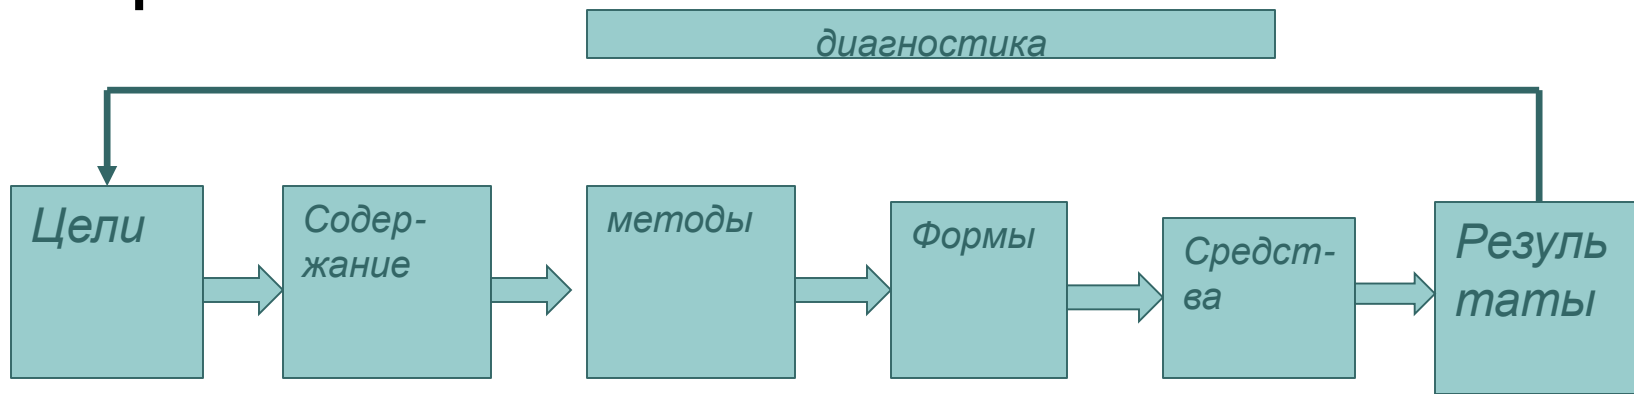 диагностика
Цели
Содер-
жание
методы
Формы
Средст-
ва
Резуль
таты